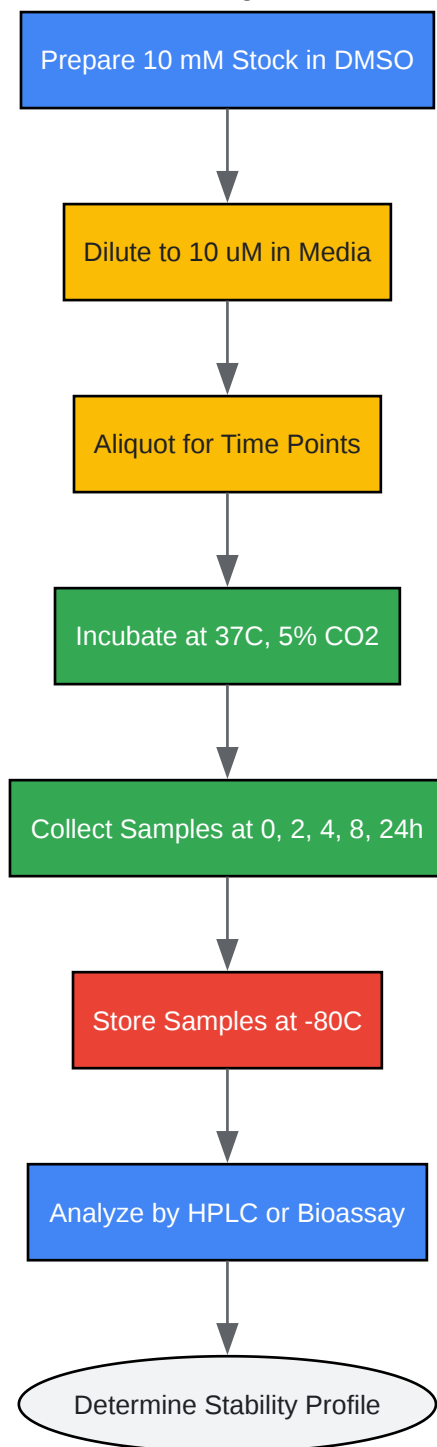 Prepare 10 mM Stock in DMSO
Dilute to 10 uM in Media
Aliquot for Time Points
Incubate at 37C, 5% CO2
Collect Samples at 0, 2, 4, 8, 24h
Store Samples at -80C
Analyze by HPLC or Bioassay
Determine Stability Profile